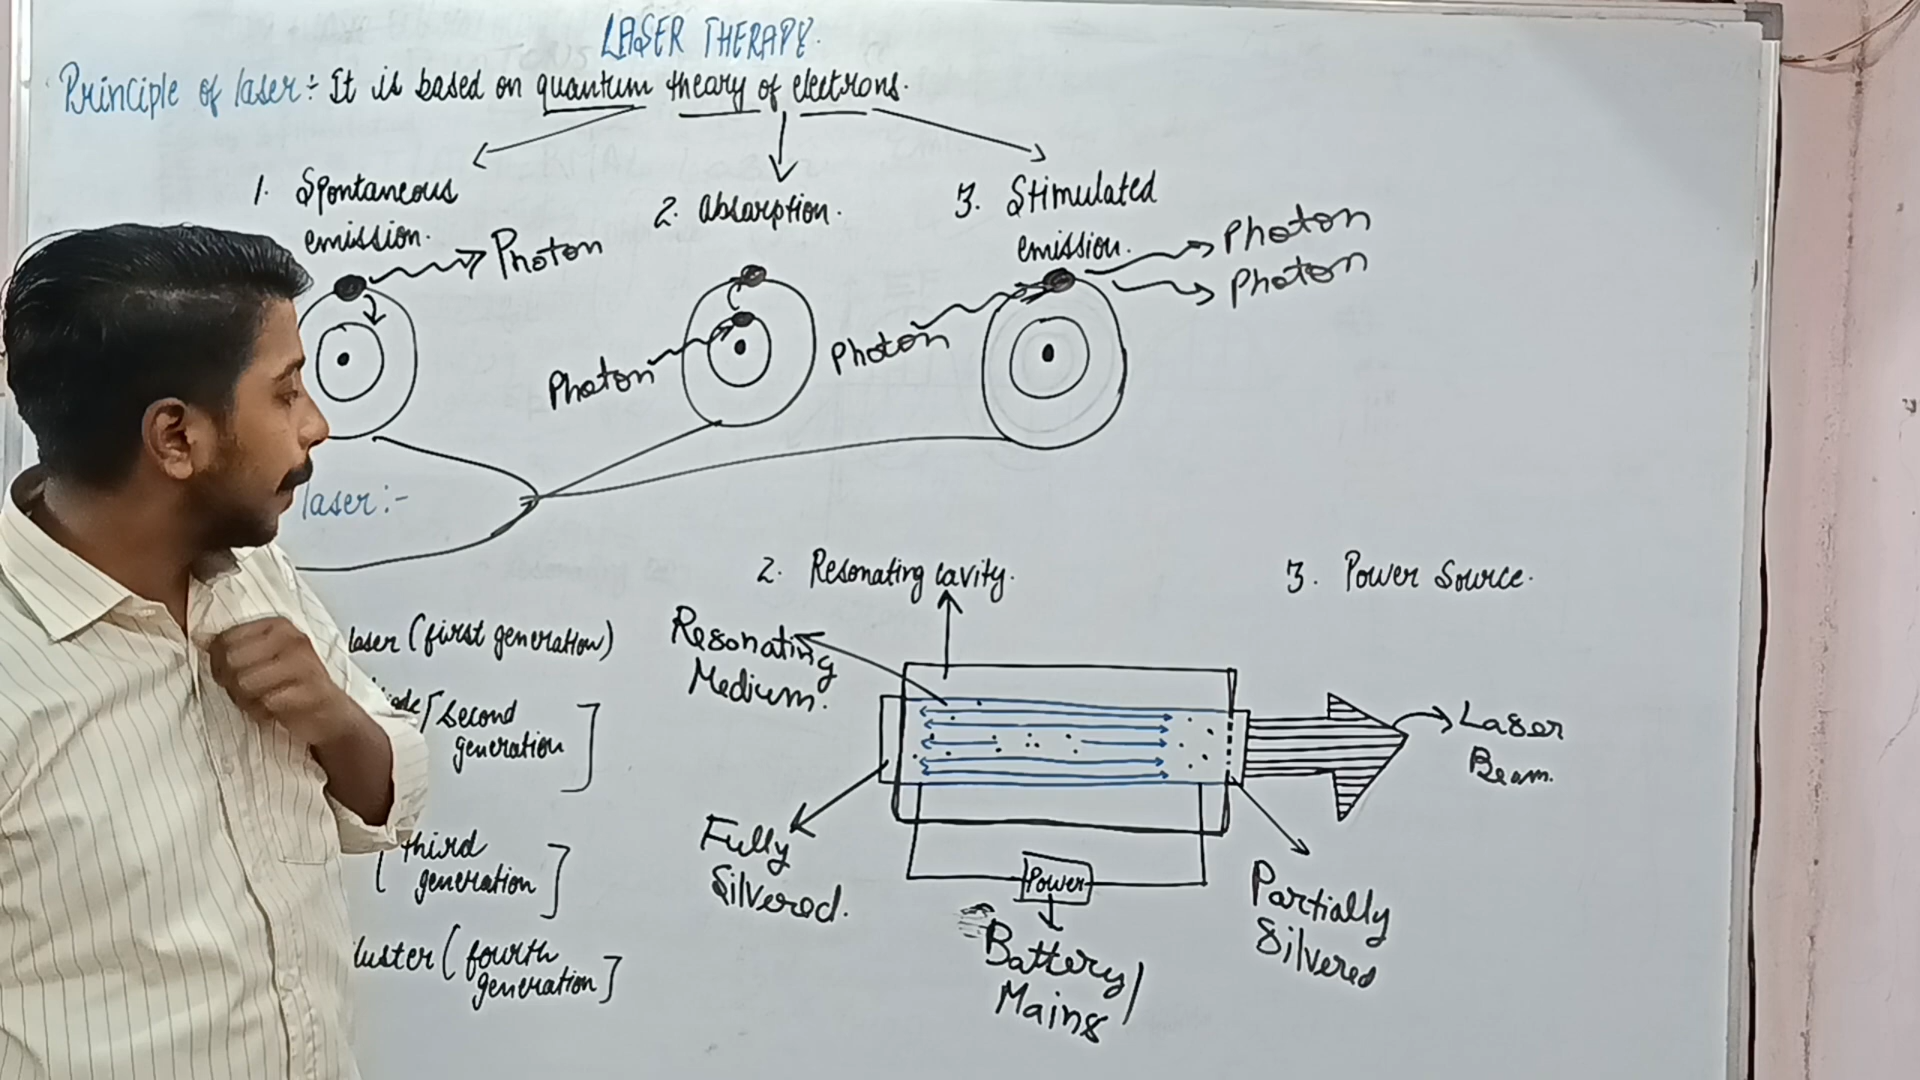 LASER THERAPY.
Principle of laser:- It is based on quantum theory of electrons.
1. Spontaneous
emission.
2. absorption.
3. Stimulated
emission.
Photon
Photon
Photon
Photon
Photon
laser:-
laser (first generation)
[second
generation]
[third
generation]
luster [fourth
generation]
2. Resonating cavity.
Resonating
Medium.
Fully
Silvered.
Power
Battery/
Mains
Partially
Silvered
3. Power Source.
Laser
Beam.